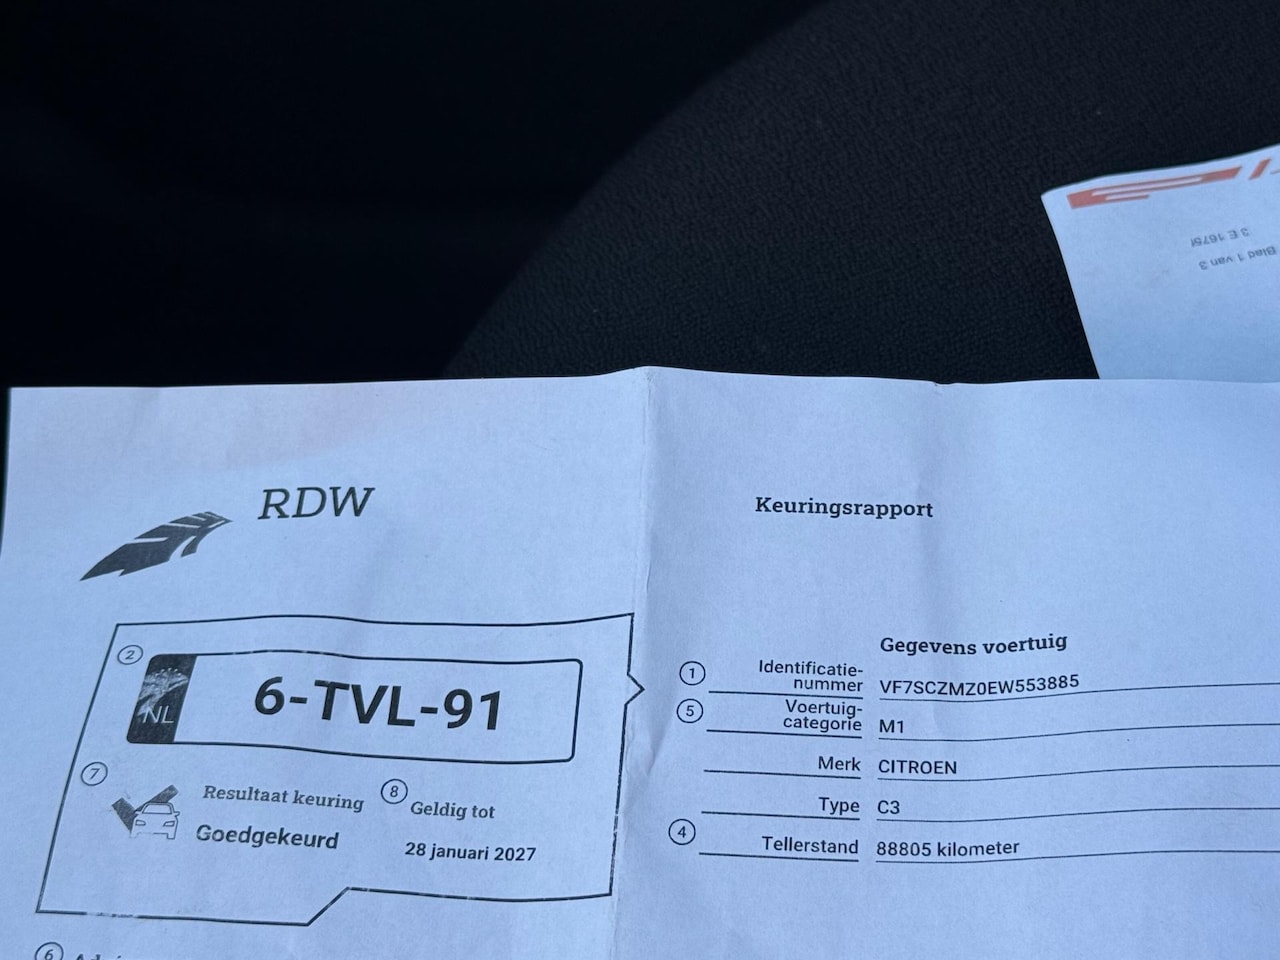 3 E 1675f
Blad 1 van 3
RDW
Keuringsrapport
2
NL
6-TVL-91
7
Resultaat keuring
Goedgekeurd
8
Geldig tot
28 januari 2027
Gegevens voertuig
1 Identificatie-
nummer VF7SCZMZ0EW553885
5 Voertuig-
categorie M1
Merk CITROEN
Type C3
4 Tellerstand 88805 kilometer
6